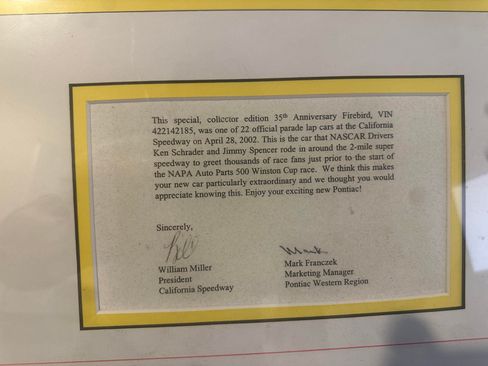 This special, collector edition 35th Anniversary Firebird, VIN
422142185, was one of 22 official parade lap cars at the California
Speedway on April 28, 2002. This is the car that NASCAR Drivers
Ken Schrader and Jimmy Spencer rode in around the 2-mile super
speedway to greet thousands of race fans just prior to the start of
the NAPA Auto Parts 500 Winston Cup race. We think this makes
your new car particularly extraordinary and we thought you would
appreciate knowing this. Enjoy your exciting new Pontiac!
Sincerely,
Bill
William Miller
President
California Speedway
Mark
Mark Franczek
Marketing Manager
Pontiac Western Region